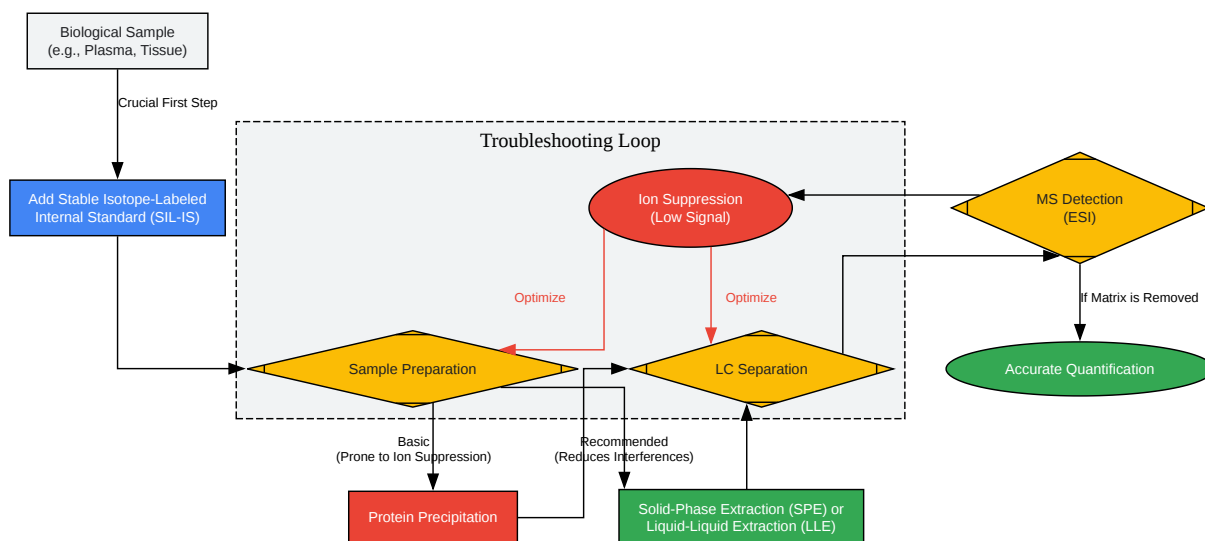 Biological Sample
(e.g., Plasma, Tissue)
Crucial First Step
Troubleshooting Loop
Add Stable Isotope-Labeled
Internal Standard (SIL-IS)
Ion Suppression
(Low Signal)
MS Detection
(ESI)
Optimize
Optimize
If Matrix is Removed
Sample Preparation
LC Separation
Accurate Quantification
Basic
(Prone to Ion Suppression)
Recommended
(Reduces Interferences)
Protein Precipitation
Solid-Phase Extraction (SPE) or
Liquid-Liquid Extraction (LLE)